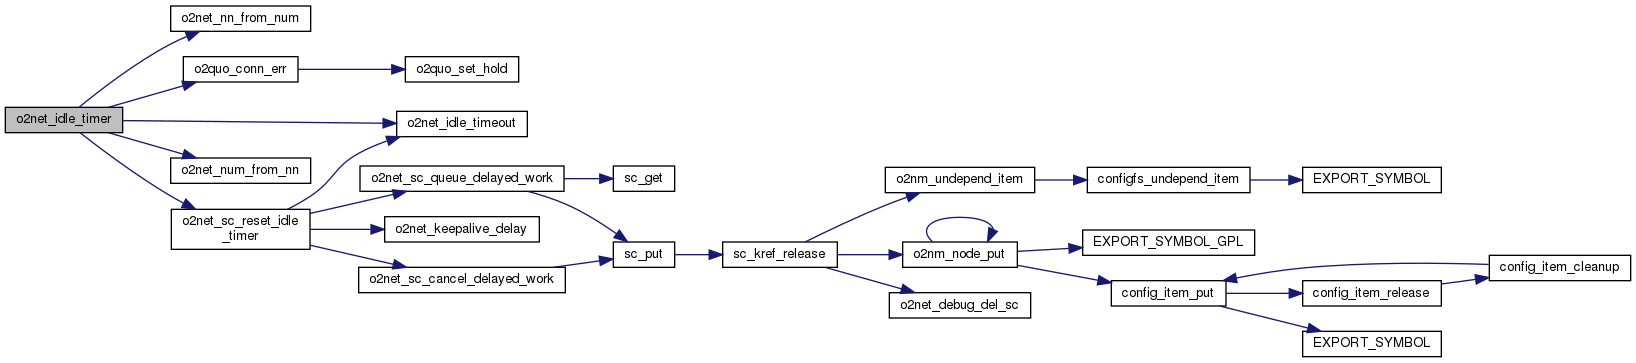 o2net_idle_timer
o2net_nn_from_num
o2quo_conn_err
o2quo_set_hold
o2net_idle_timeout
o2net_num_from_nn
o2net_sc_reset_idle
_timer
o2net_sc_queue_delayed_work
sc_get
o2net_keepalive_delay
o2net_sc_cancel_delayed_work
sc_put
sc_kref_release
o2nm_undepend_item
configfs_undepend_item
EXPORT_SYMBOL
o2nm_node_put
EXPORT_SYMBOL_GPL
config_item_put
config_item_release
config_item_cleanup
EXPORT_SYMBOL
o2net_debug_del_sc